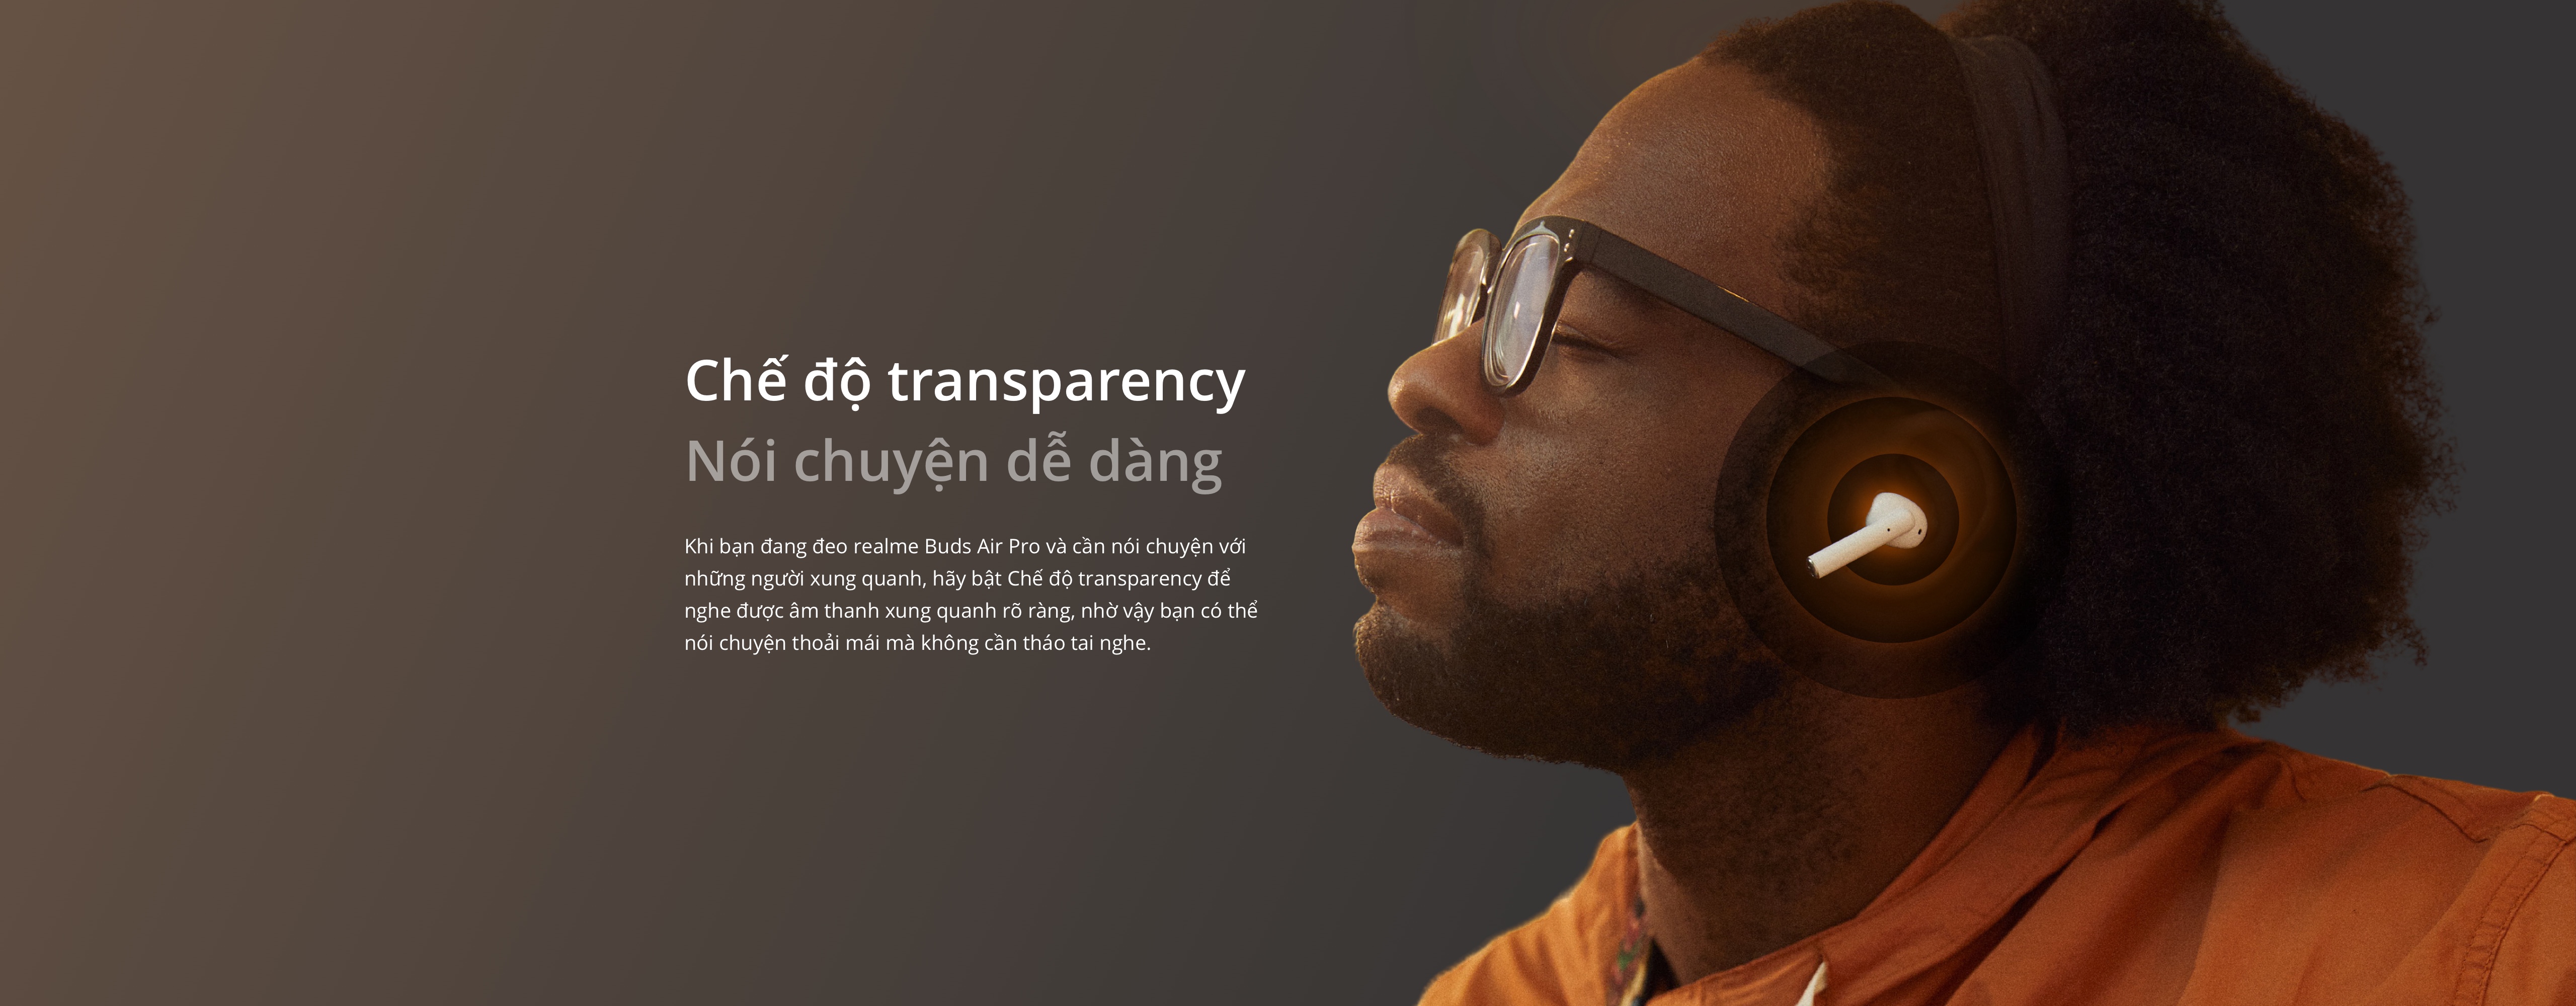 Chế độ transparency
Nói chuyện dễ dàng
Khi bạn đang đeo realme Buds Air Pro và cần nói chuyện với
những người xung quanh, hãy bật Chế độ transparency để
nghe được âm thanh xung quanh rõ ràng, nhờ vậy bạn có thể
nói chuyện thoải mái mà không cần tháo tai nghe.